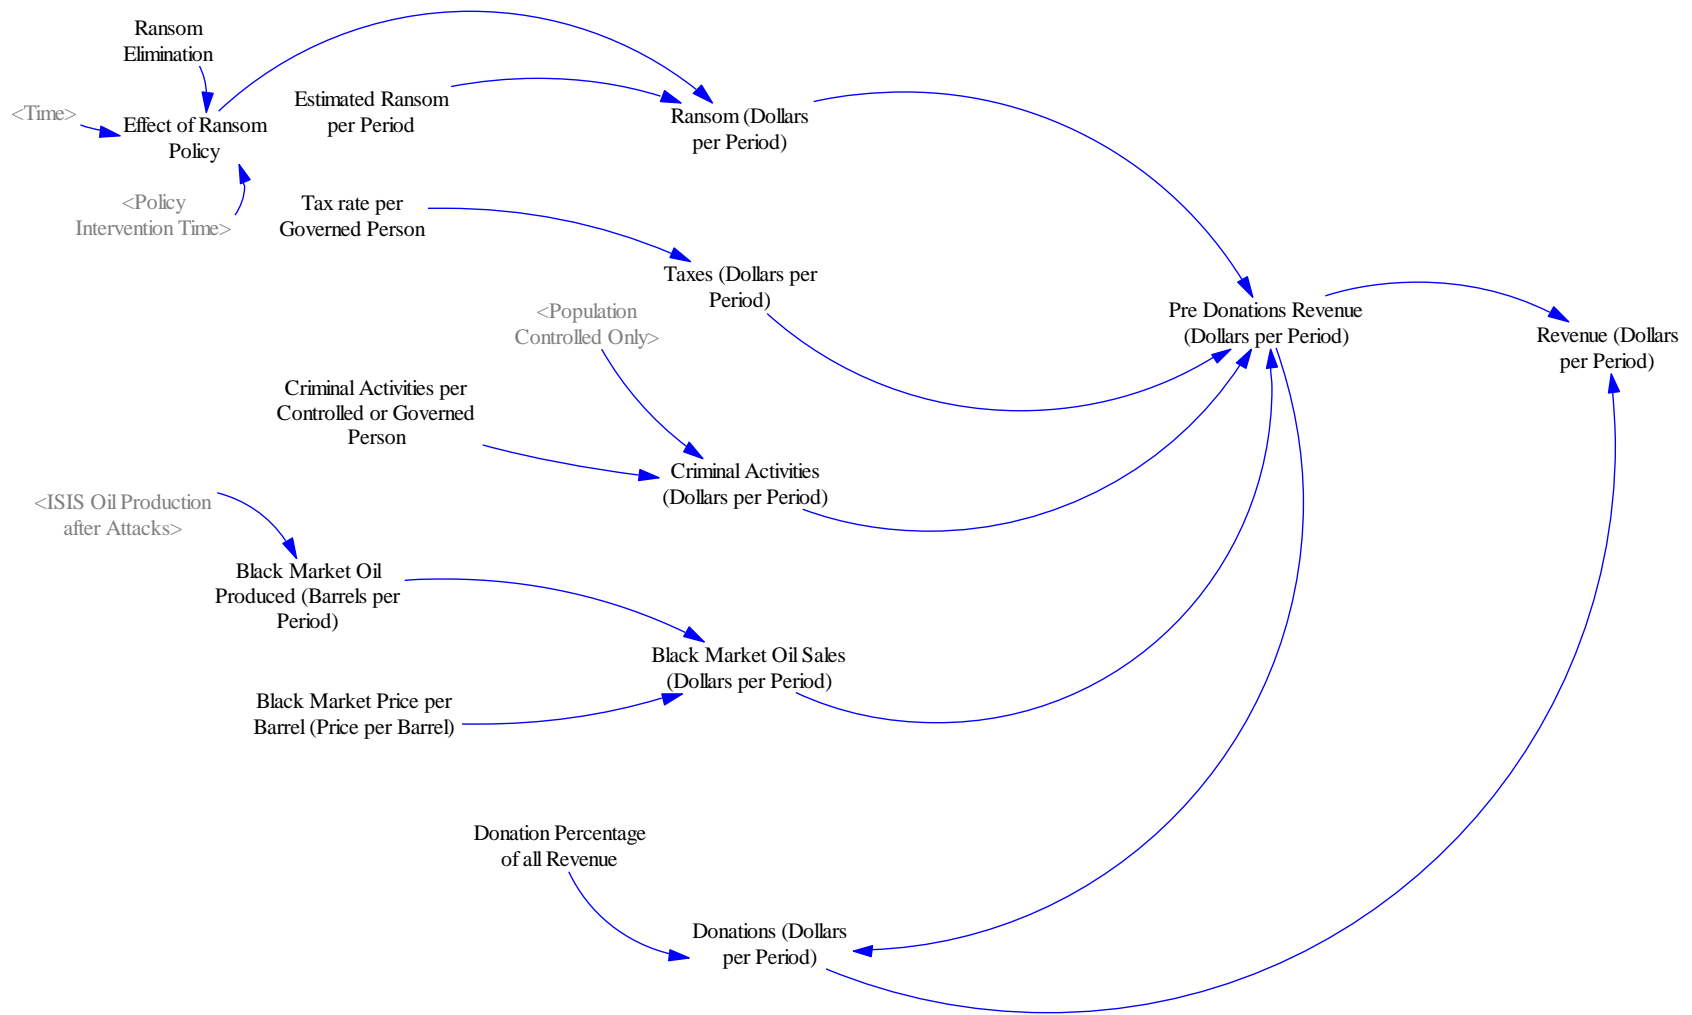 Ransom
Elimination
<Time>
Effect of Ransom
Policy
<Policy
Intervention Time>
Estimated Ransom
per Period
Ransom (Dollars
per Period)
Tax rate per
Governed Person
Taxes (Dollars per
Period)
<Population
Controlled Only>
Pre Donations Revenue
(Dollars per Period)
Revenue (Dollars
per Period)
Criminal Activities per
Controlled or Governed
Person
Criminal Activities
(Dollars per Period)
<ISIS Oil Production
after Attacks>
Black Market Oil
Produced (Barrels per
Period)
Black Market Oil Sales
(Dollars per Period)
Black Market Price per
Barrel (Price per Barrel)
Donation Percentage
of all Revenue
Donations (Dollars
per Period)